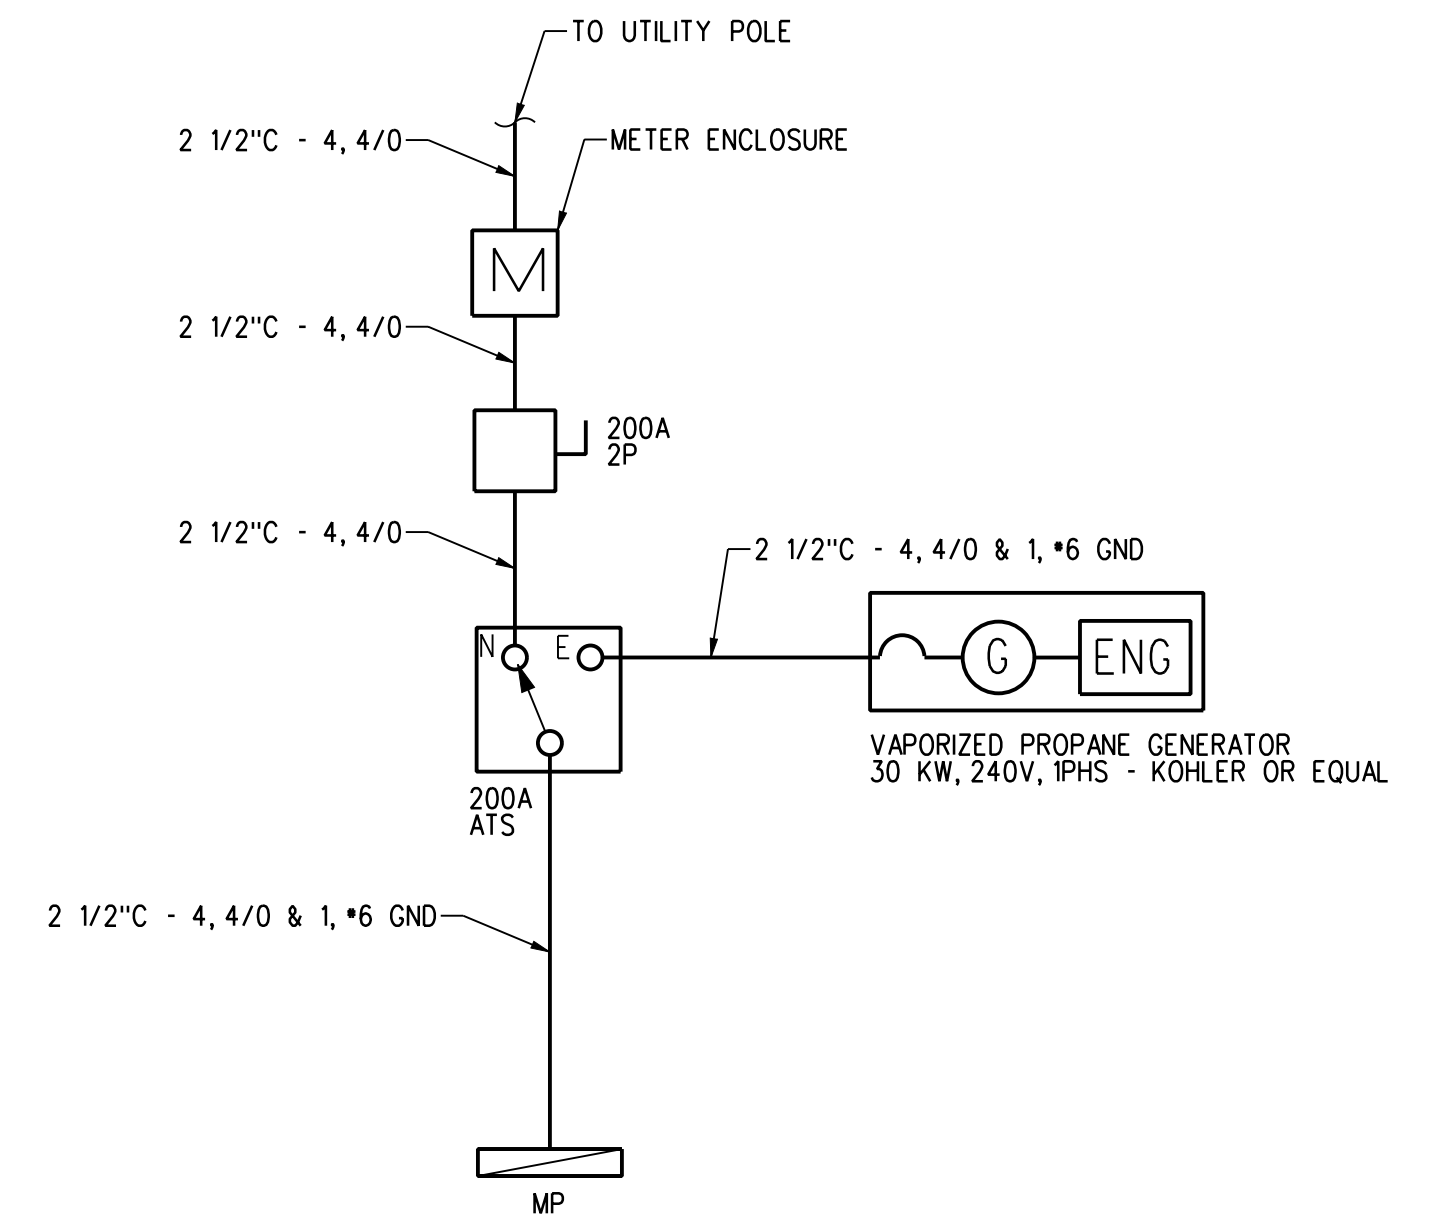 TO UTILITY POLE
2 1/2"C - 4, 4/0
METER ENCLOSURE
M
2 1/2"C - 4, 4/0
200A
2P
2 1/2"C - 4, 4/0
2 1/2"C - 4, 4/0 & 1, #6 GND
N
E
G
ENG
VAPORIZED PROPANE GENERATOR
30 KW, 240V, 1PHS - KOHLER OR EQUAL
200A
ATS
2 1/2"C - 4, 4/0 & 1, #6 GND
MP